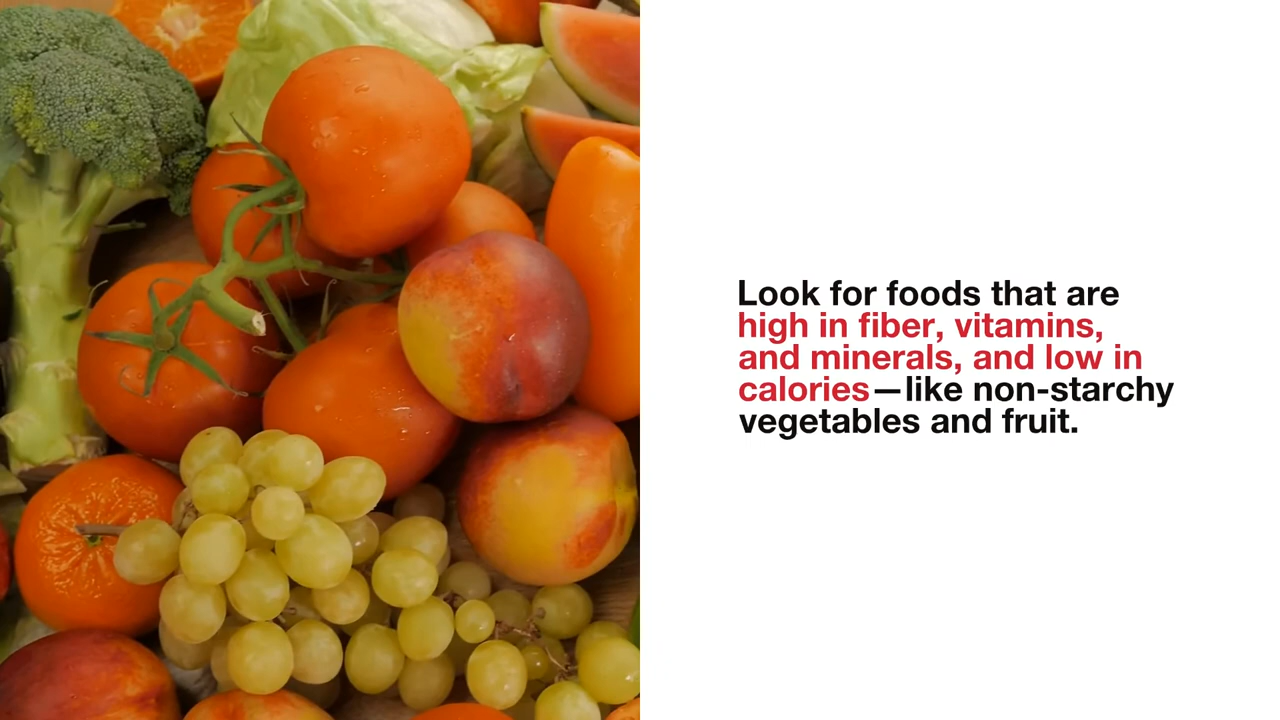 Look for foods that are
high in fiber, vitamins,
and minerals, and low in
calories—like non-starchy
vegetables and fruit.